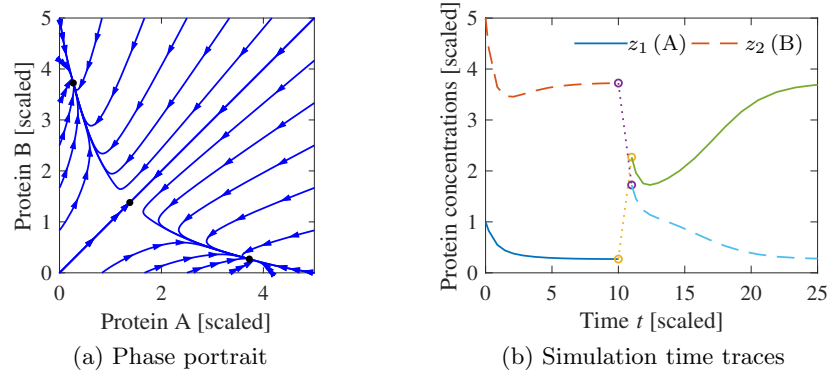 5
4
3
2
1
0
0 2 4
Protein B [scaled]
Protein A [scaled]
(a) Phase portrait
5
4
3
2
1
0
0 5 10 15 20 25
Protein concentrations [scaled]
z₁ (A) z₂ (B)
Time t [scaled]
(b) Simulation time traces